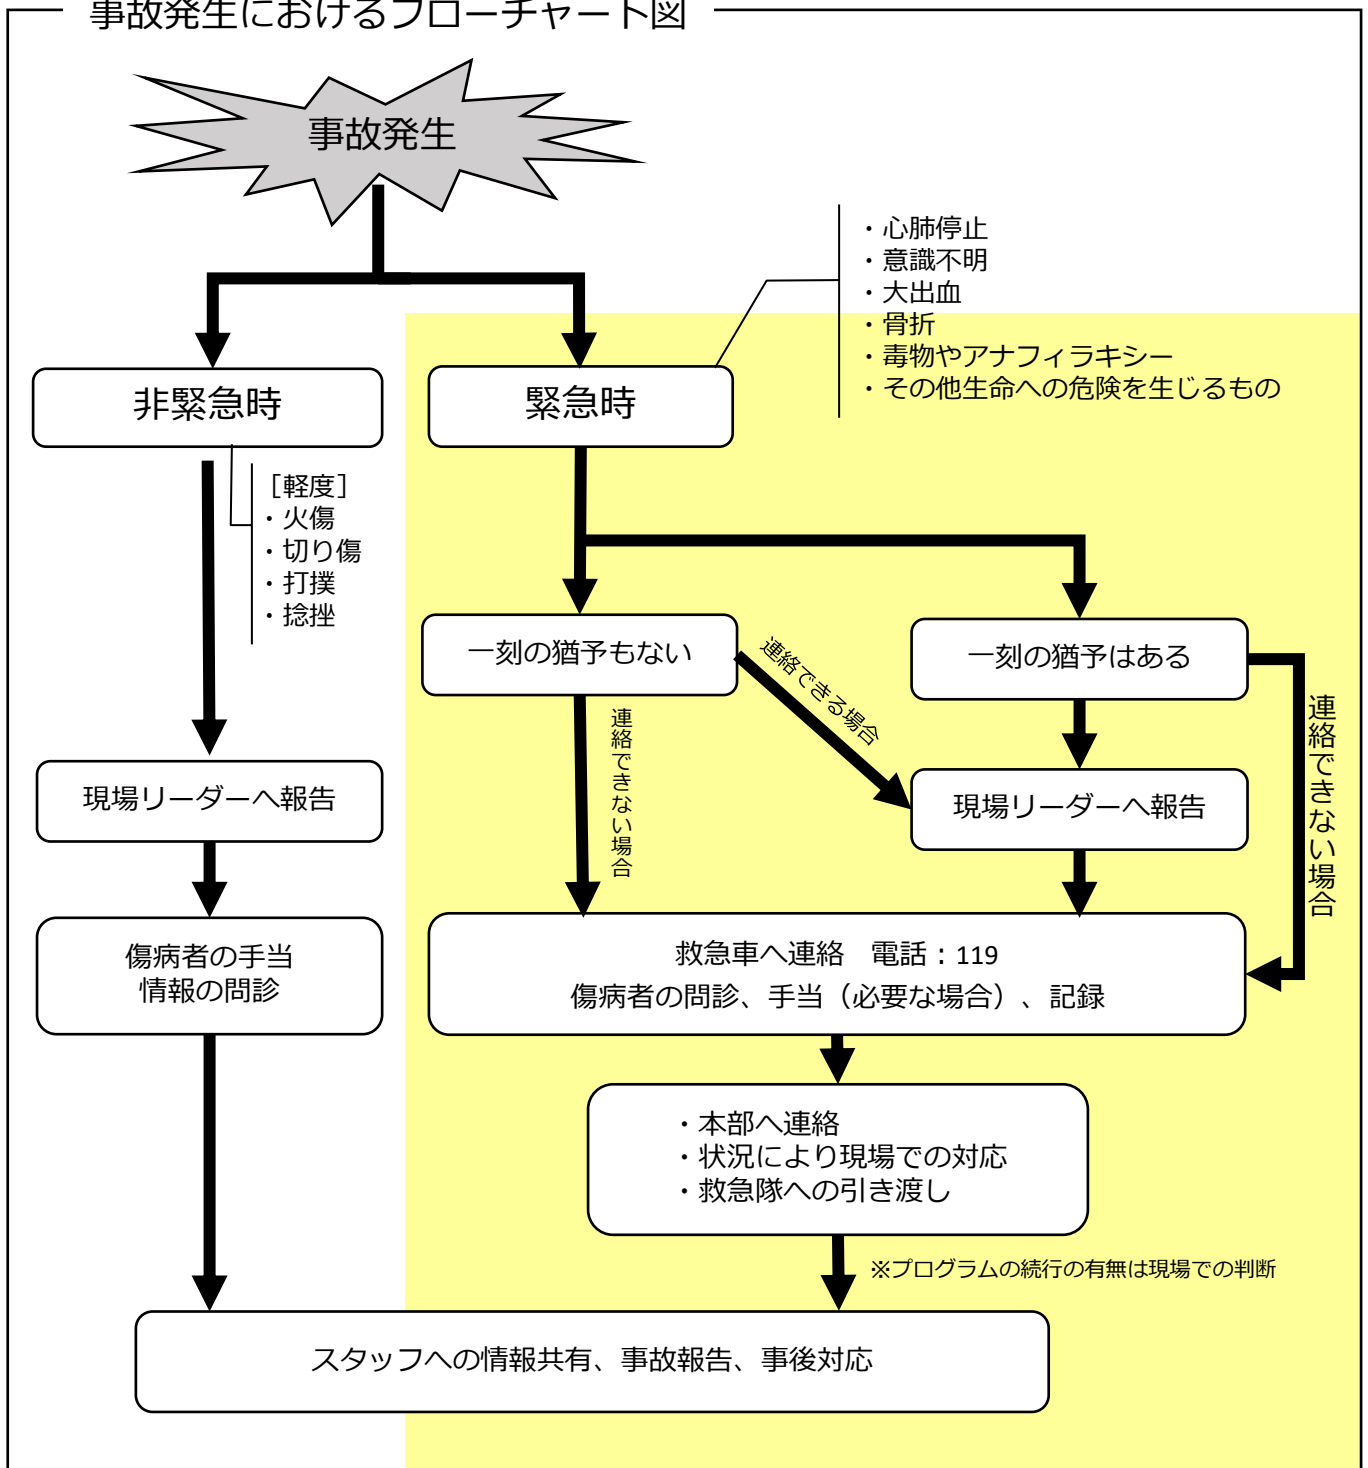 事故発生におけるフローチャート図
事故発生
・心肺停止
・意識不明
・大出血
・骨折
・毒物やアナフィラキシー
・その他生命への危険を生じるもの
非緊急時
緊急時
［軽度］
・火傷
・切り傷
・打撲
・捻挫
一刻の猶予もない
連絡できる場合
一刻の猶予はある
連絡できない場合
連絡できない場合
現場リーダーへ報告
現場リーダーへ報告
傷病者の手当
情報の問診
救急車へ連絡　電話：119
傷病者の問診、手当（必要な場合）、記録
・本部へ連絡
・状況により現場での対応
・救急隊への引き渡し
※プログラムの続行の有無は現場での判断
スタッフへの情報共有、事故報告、事後対応